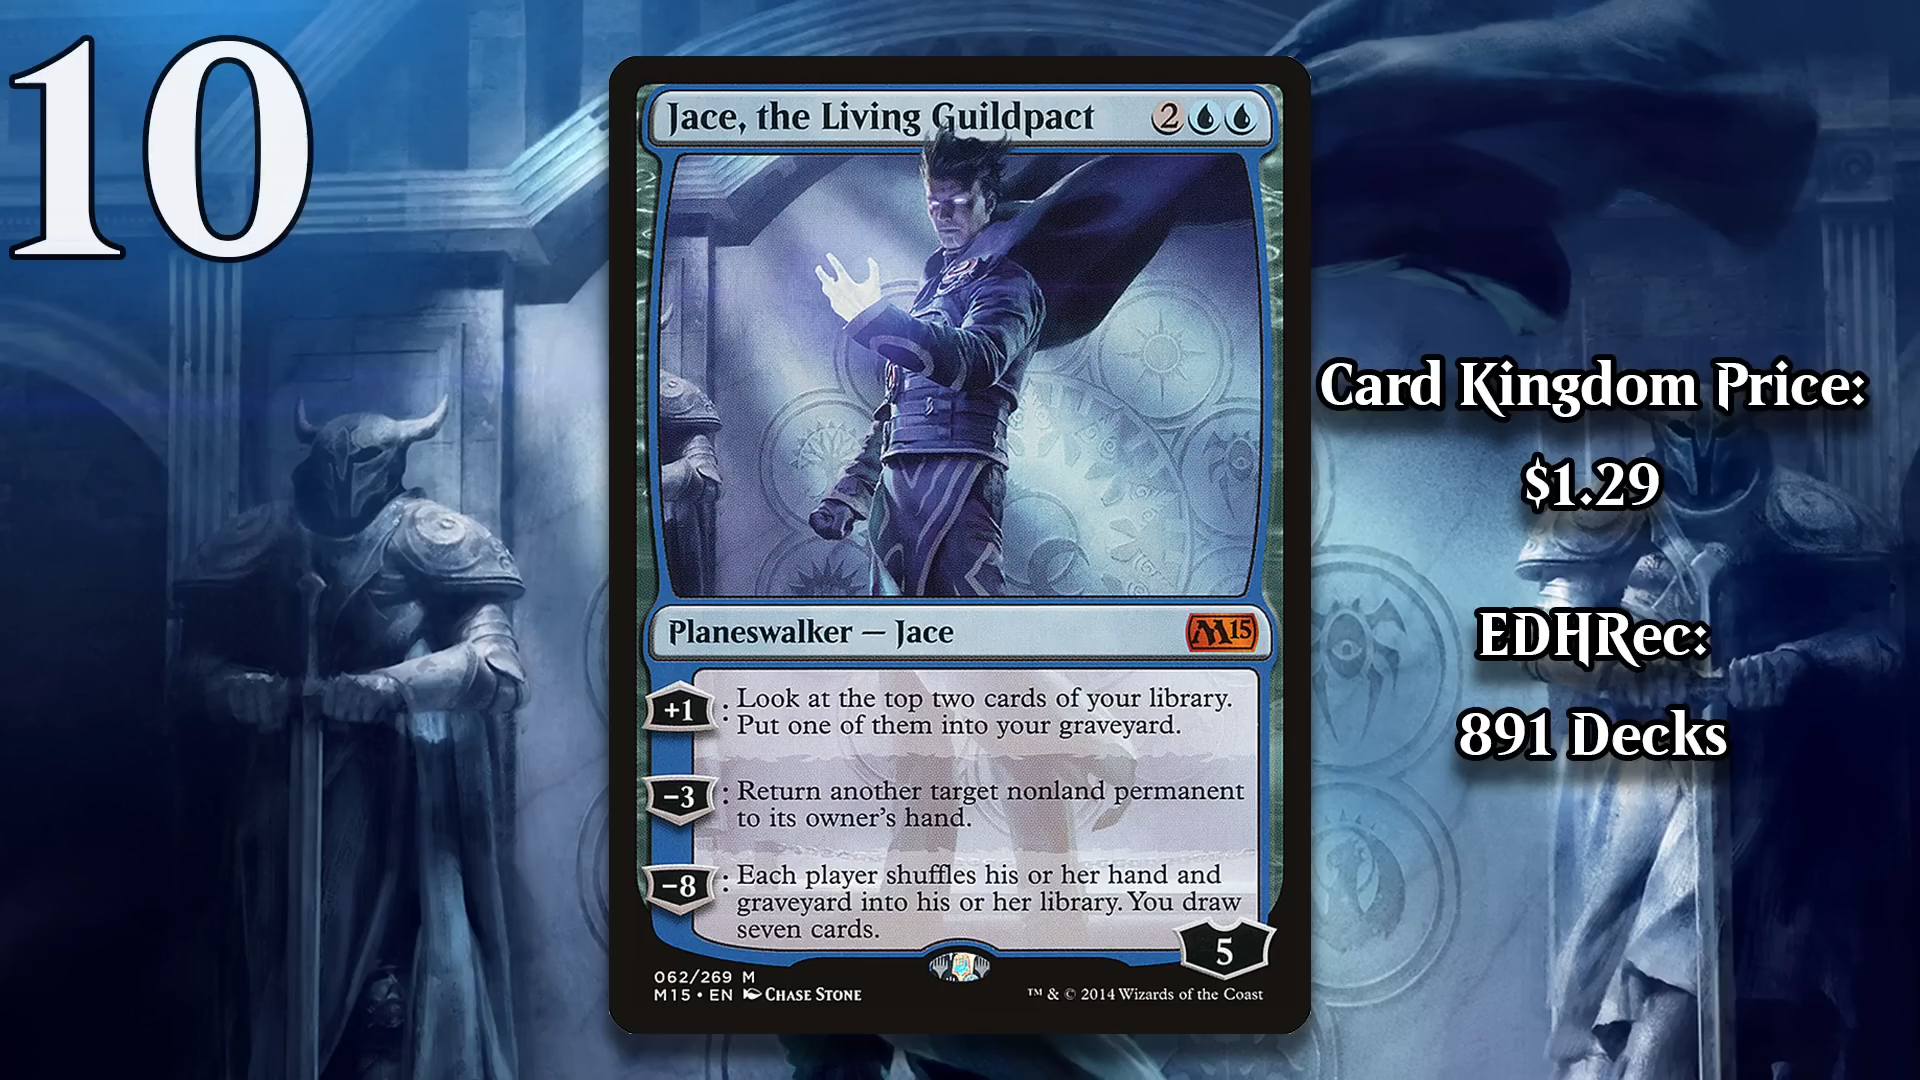 10
Jace, the Living Guildpact 2
Planeswalker — Jace M15
+1 : Look at the top two cards of your library.
Put one of them into your graveyard.
-3 : Return another target nonland permanent
to its owner's hand.
-8 : Each player shuffles his or her hand and
graveyard into his or her library. You draw
seven cards.
5
062/269 M
M15 • EN Chase Stone
™ & © 2014 Wizards of the Coast
Card Kingdom Price:
$1.29
EDHRec:
891 Decks